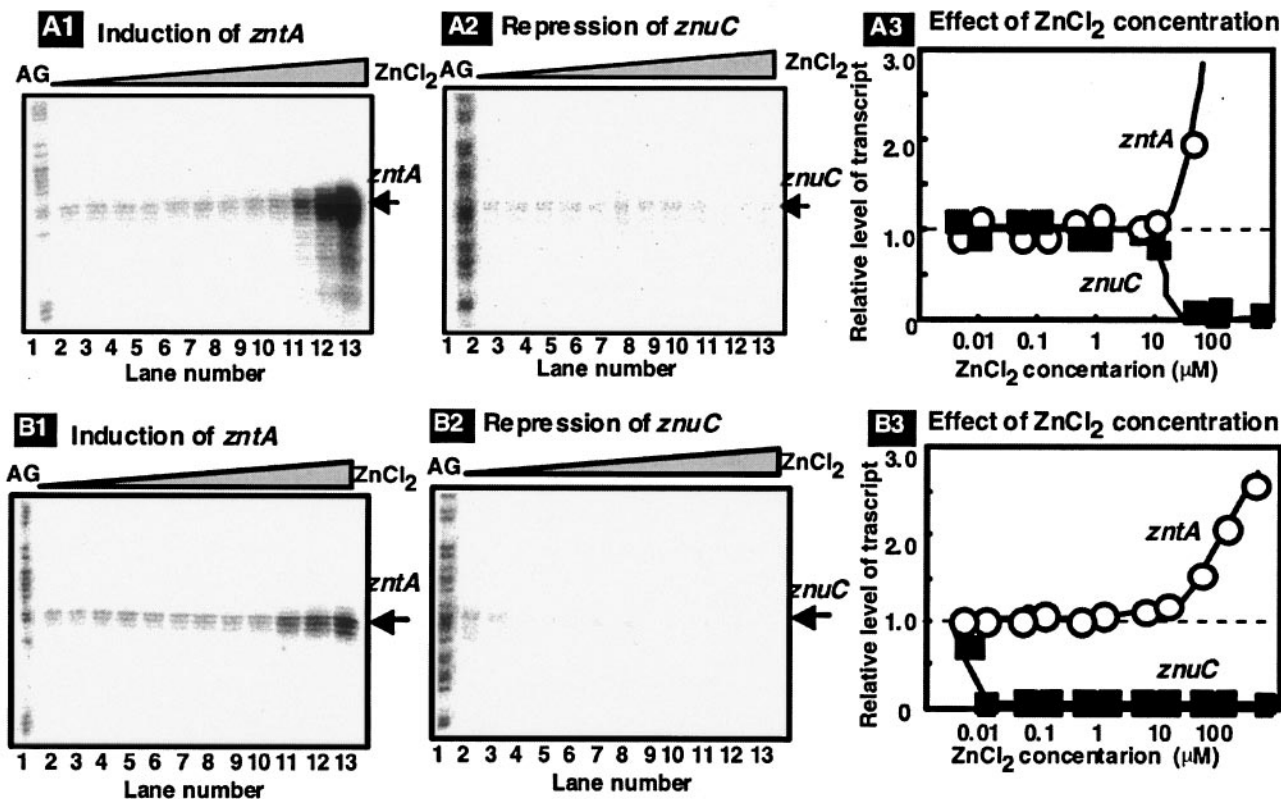 A1 Induction of zntA
AG ZnCl2
zntA
1 2 3 4 5 6 7 8 9 10 11 12 13
Lane number
A2 Repression of znuC
AG ZnCl2
znuC
1 2 3 4 5 6 7 8 9 10 11 12 13
Lane number
A3 Effect of ZnCl2 concentration
Relative level of transcript
3.0
2.0
1.0
0
zntA
znuC
0.01 0.1 1 10 100
ZnCl2 concentarion (μM)
B1 Induction of zntA
AG ZnCl2
zntA
1 2 3 4 5 6 7 8 9 10 11 12 13
Lane number
B2 Repression of znuC
AG ZnCl2
znuC
1 2 3 4 5 6 7 8 9 10 11 12 13
Lane number
B3 Effect of ZnCl2 concentration
Relative level of trascript
3.0
2.0
1.0
0
zntA
znuC
0.01 0.1 1 10 100
ZnCl2 concentarion (μM)